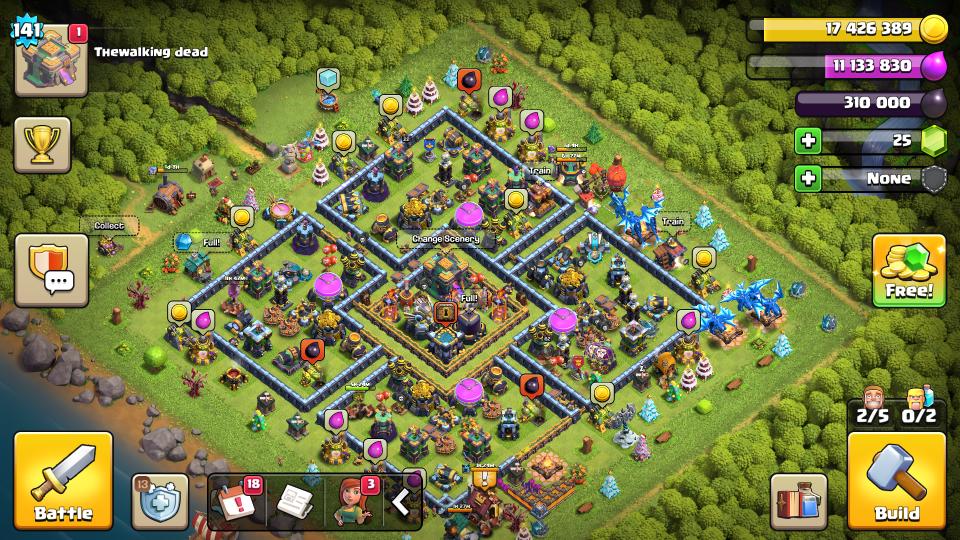 141
1
Thewalking dead
17 426 389
11 133 830
310 000
25
None
Train
Train
Collect
Full!
Change Scenery
Full!
Free!
2/5 0/2
Battle
13
18
3
Build